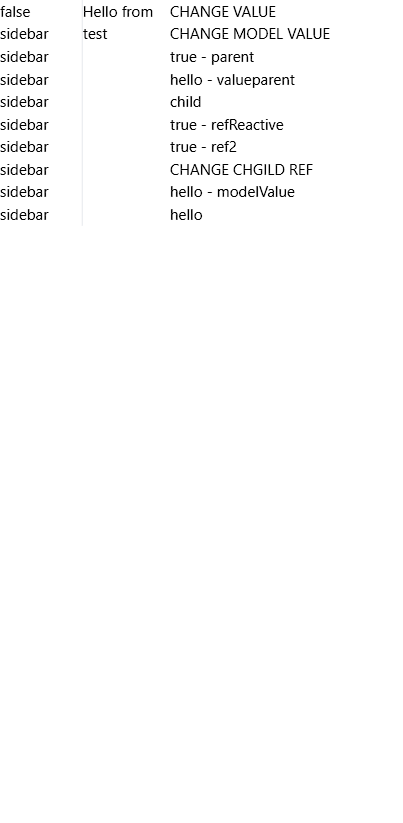 false Hello from CHANGE VALUE
sidebar test CHANGE MODEL VALUE
sidebar true - parent
sidebar hello - valueparent
sidebar child
sidebar true - refReactive
sidebar true - ref2
sidebar CHANGE CHGILD REF
sidebar hello - modelValue
sidebar hello